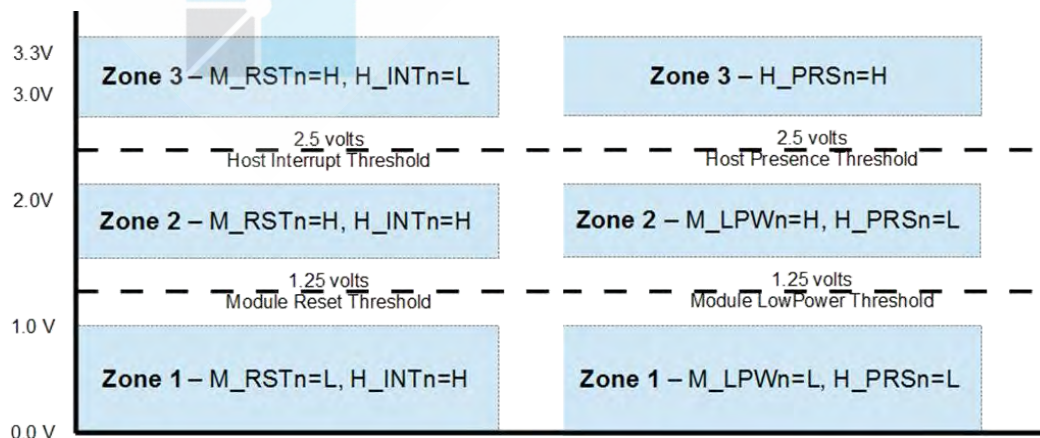 3.3V
Zone 3 – M_RSTn=H, H_INTn=L
Zone 3 – H_PRSn=H
3.0V
2.5 volts
2.5 volts
Host Interrupt Threshold
Host Presence Threshold
2.0V
Zone 2 – M_RSTn=H, H_INTn=H
Zone 2 – M_LPWn=H, H_PRSn=L
1.25 volts
1.25 volts
Module Reset Threshold
Module LowPower Threshold
1.0 V
Zone 1 – M_RSTn=L, H_INTn=H
Zone 1 – M_LPWn=L, H_PRSn=L
0.0 V